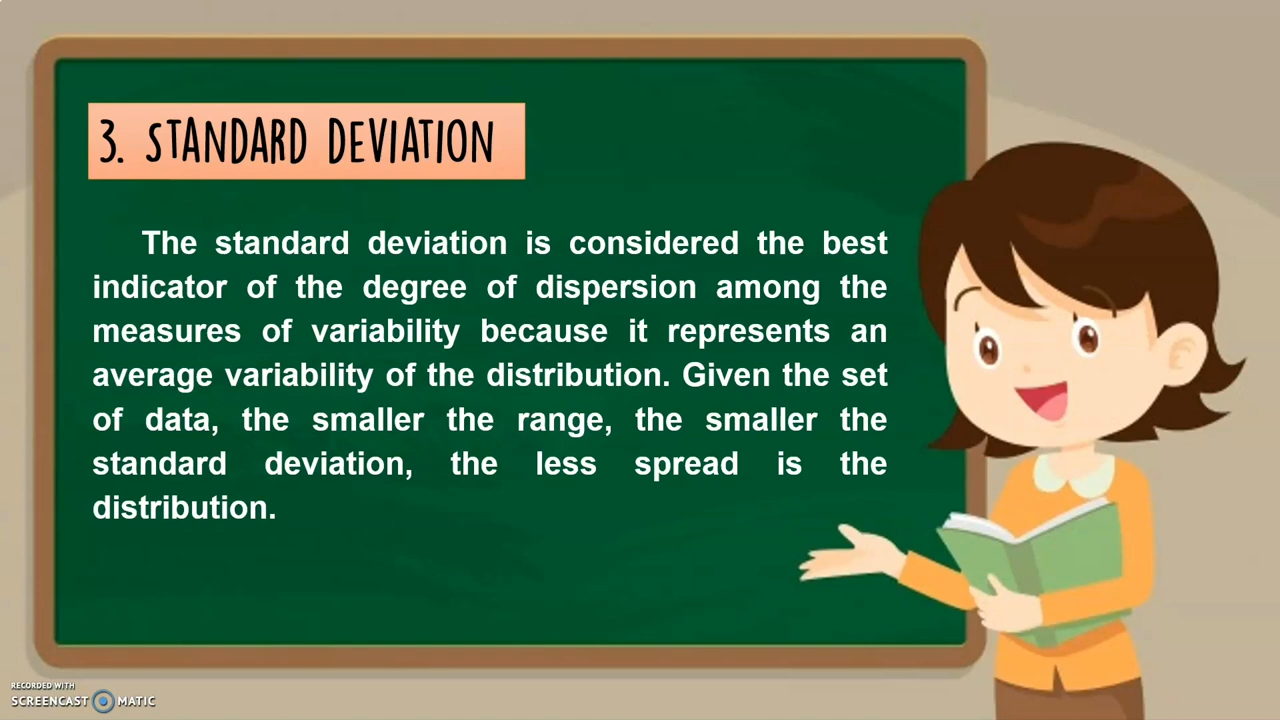 3. STANDARD DEVIATION
The standard deviation is considered the best
indicator of the degree of dispersion among the
measures of variability because it represents an
average variability of the distribution. Given the set
of data, the smaller the range, the smaller the
standard deviation, the less spread is the
distribution.
RECORDED WITH
SCREENCAST MATIC